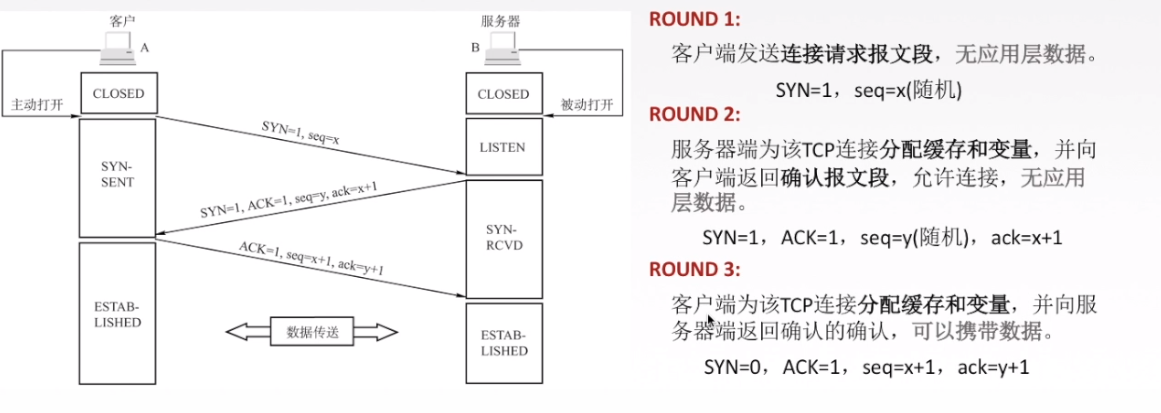 客户
A
服务器
B
主动打开
被动打开
CLOSED
CLOSED
SYN=1, seq=x
LISTEN
SYN-
SENT
SYN=1, ACK=1, seq=y, ack=x+1
SYN-
RCVD
ACK=1, seq=x+1, ack=y+1
ESTAB-
LISHED
数据传送
ESTAB-
LISHED
ROUND 1:
客户端发送连接请求报文段，无应用层数据。
SYN=1，seq=x(随机)
ROUND 2:
服务器端为该TCP连接分配缓存和变量，并向
客户端返回确认报文段，允许连接，无应用
层数据。
SYN=1，ACK=1，seq=y(随机)，ack=x+1
ROUND 3:
客户端为该TCP连接分配缓存和变量，并向服
务器端返回确认的确认，可以携带数据。
SYN=0，ACK=1，seq=x+1，ack=y+1